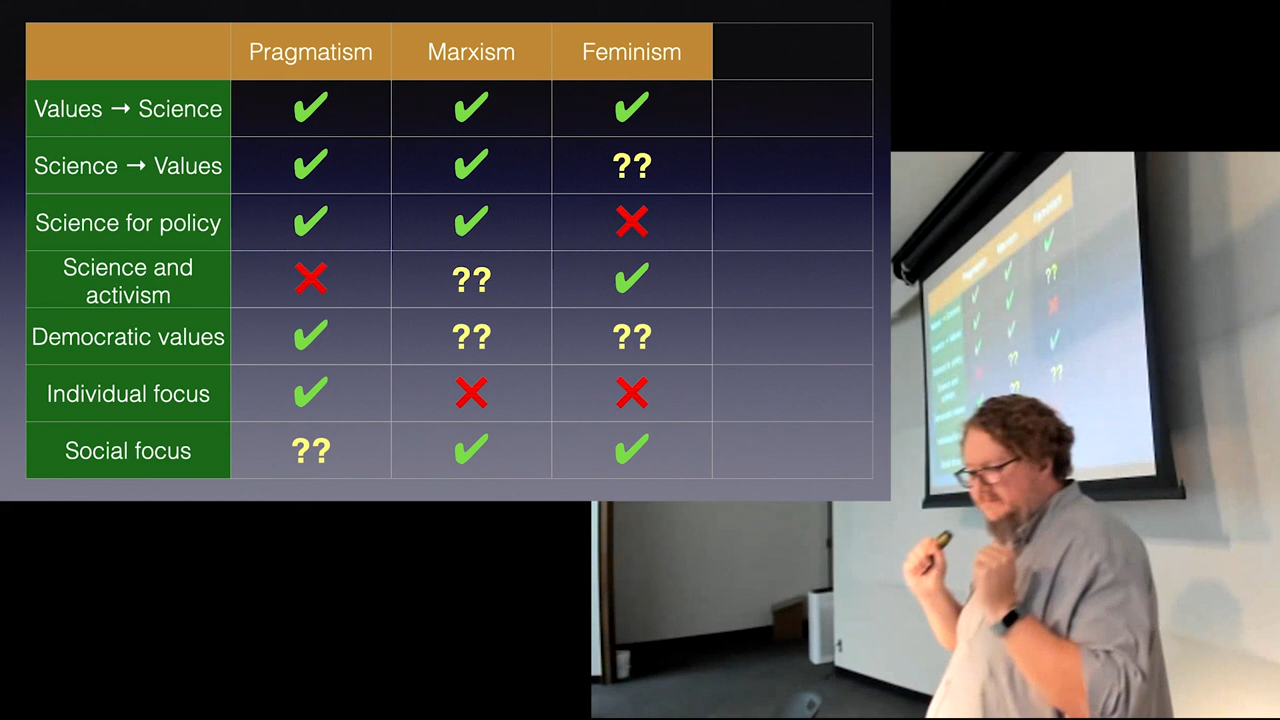 Pragmatism Marxism Feminism
Values → Science ✔ ✔ ✔
Science → Values ✔ ✔ ??
Science for policy ✔ ✔ ✖
Science and
activism ✖ ?? ✔
Democratic values ✔ ?? ??
Individual focus ✔ ✖ ✖
Social focus ?? ✔ ✔
Feminism